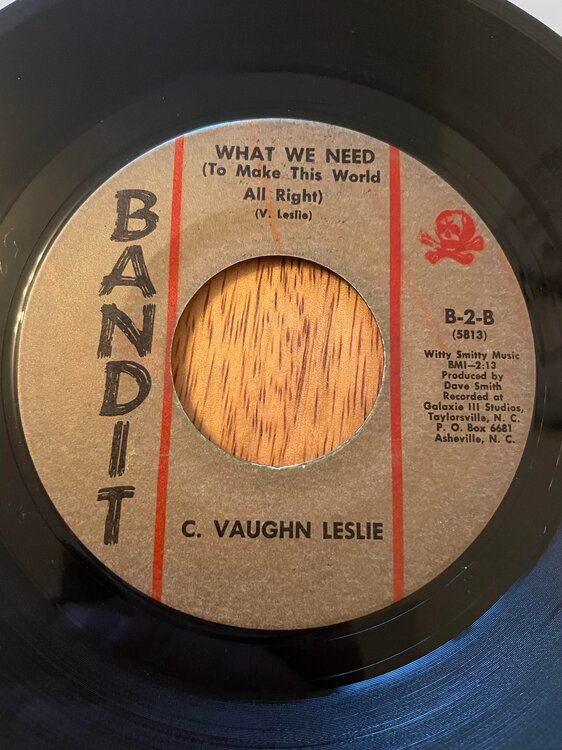 WHAT WE NEED
(To Make This World
All Right)
(V. Leslie)
BANDIT
B-2-B
(5813)
Witty Smitty Music
BMI—2:13
Produced by
Dave Smith
Recorded at
Galaxie III Studios,
Taylorsville, N. C.
P. O. Box 6681
Asheville, N. C.
C. VAUGHN LESLIE